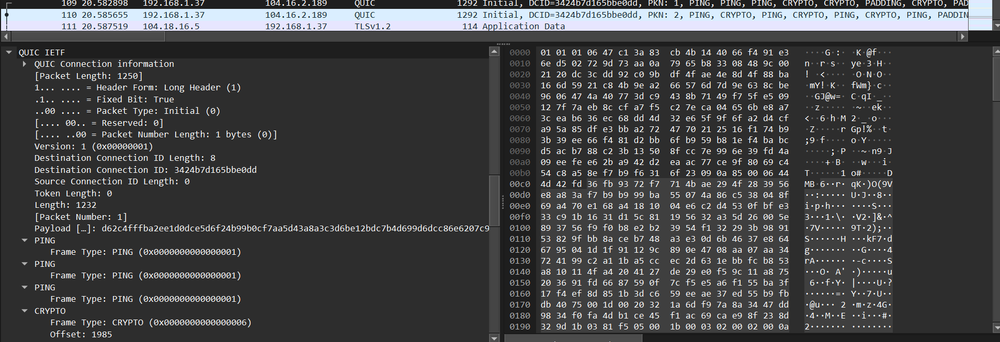 109 20.582898 192.168.1.37 104.16.2.189 QUIC 1292 Initial, DCID=3424b7d165bbe0dd, PKN: 1, PING, PING, PING, CRYPTO, CRYPTO, PADDING, CRYPTO, PAD
110 20.585655 192.168.1.37 104.16.2.189 QUIC 1292 Initial, DCID=3424b7d165bbe0dd, PKN: 2, PING, CRYPTO, PING, CRYPTO, PING, CRYPTO, PING, PADDIN
111 20.587519 104.18.16.5 192.168.1.37 TLSv1.2 114 Application Data
QUIC IETF
QUIC Connection information
[Packet Length: 1250]
1... .... = Header Form: Long Header (1)
.1.. .... = Fixed Bit: True
..00 .... = Packet Type: Initial (0)
[.... 00.. = Reserved: 0]
[.... ..00 = Packet Number Length: 1 bytes (0)]
Version: 1 (0x00000001)
Destination Connection ID Length: 8
Destination Connection ID: 3424b7d165bbe0dd
Source Connection ID Length: 0
Token Length: 0
Length: 1232
[Packet Number: 1]
Payload […]: d62c4fffba2ee1d0dce5d6f24b99b0cf7aa5d43a8a3c3d6be12bdc7b4d699d6dcc86e6207c9
PING
Frame Type: PING (0x0000000000000001)
PING
Frame Type: PING (0x0000000000000001)
PING
Frame Type: PING (0x0000000000000001)
CRYPTO
Frame Type: CRYPTO (0x0000000000000006)
Offset: 1985
0000 01 01 01 06 47 c1 3a 83 cb 4b 14 40 66 f4 91 e3 ····G·:· ·K·@f···
0010 6e d5 02 72 9d 73 aa 0a 79 65 b8 33 08 48 9c 00 n··r·s·· ye·3·H··
0020 21 20 dc 3c dd 92 c0 9b df 4f ae 4e 8d 4f 88 ba ! ·<···· ·O·N·O··
0030 16 6d 59 21 c8 4b 9e a2 66 57 6d 7d 9e 63 8c be ·mY!·K·· fWm}·c··
0040 96 06 47 4a 40 77 3d c9 43 8b 71 49 f7 5f e5 09 ··GJ@w=· C·qI·_··
0050 12 7f 7a eb 8c cf a7 f5 c2 7e ca 04 65 6b e8 a7 ··z····· ·~··ek··
0060 3c ea b6 36 ec 68 dd 4d 32 e6 5f 9f 6f a2 d4 cf <··6·h·M 2·_·o···
0070 a9 5a 85 df e3 bb a2 72 47 70 21 25 16 f1 74 b9 ·Z·····r Gp!%··t·
0080 3b 39 ee 66 f4 81 d2 bb 6f b9 59 b8 1e f4 ba bc ;9·f···· o·Y·····
0090 d5 ac b7 88 c2 3b 13 50 8f cc 7e 99 6e 39 fd 4a ·····;·P ··~·n9·J
00a0 09 ee fe e6 2b a9 42 d2 ea ac 77 ce 9f 80 69 c4 ····+·B· ··w···i·
00b0 54 c8 a5 8e f7 b9 f6 31 6f 23 09 0a 85 00 06 44 T······1 o#·····D
00c0 4d 42 fd 36 fb 93 72 f7 71 4b ae 29 4f 28 39 56 MB·6··r· qK·)O(9V
00d0 e8 a8 3a f7 b9 b9 99 ba 55 07 4a 86 c5 38 04 8f ··:····· U·J··8··
00e0 69 a4 70 e1 68 a4 18 10 04 e6 c2 d4 53 0f bf e3 i·p·h··· ····S···
00f0 33 c9 1b 16 31 d1 5c 81 19 56 32 a3 5d 26 00 5e 3···1·\· ·V2·]&·^
0100 89 37 56 f9 f0 b8 e2 b2 39 54 f1 32 29 3b 98 91 ·7V····· 9T·2);··
0110 53 82 9f bb 8a ce b7 48 a3 e3 0d 6b 46 37 e8 64 S······H ···kF7·d
0120 67 95 04 1d 1f 91 12 9c 89 0e 47 08 aa 07 aa 34 g······· ··G····4
0130 72 41 99 c2 a1 1b a5 cc ec 2d 63 1e bb fc b8 53 rA······ ·-c····S
0140 a8 10 11 4f a4 20 41 27 de 29 e0 f5 9c 11 a8 75 ···O· A' ·)·····u
0150 20 36 91 fd 66 87 59 0f 7c f5 e5 a6 f1 55 ba 3f  6··f·Y· |····U·?
0160 17 f4 ef 8d 85 1b 3d c6 59 ee ae 37 ed 55 b9 fb ······=· Y··7·U··
0170 db 40 75 00 1d 00 20 32 1a 6d f9 7a 8a 34 47 dd ·@u··· 2 ·m·z·4G·
0180 98 34 f0 fa 4d b1 ce 45 f1 ac 69 ca e9 8f 23 8d ·4··M··E ··i···#·
0190 32 9d 1b 03 81 f5 05 00 1b 00 03 02 00 02 00 0a 2······· ········